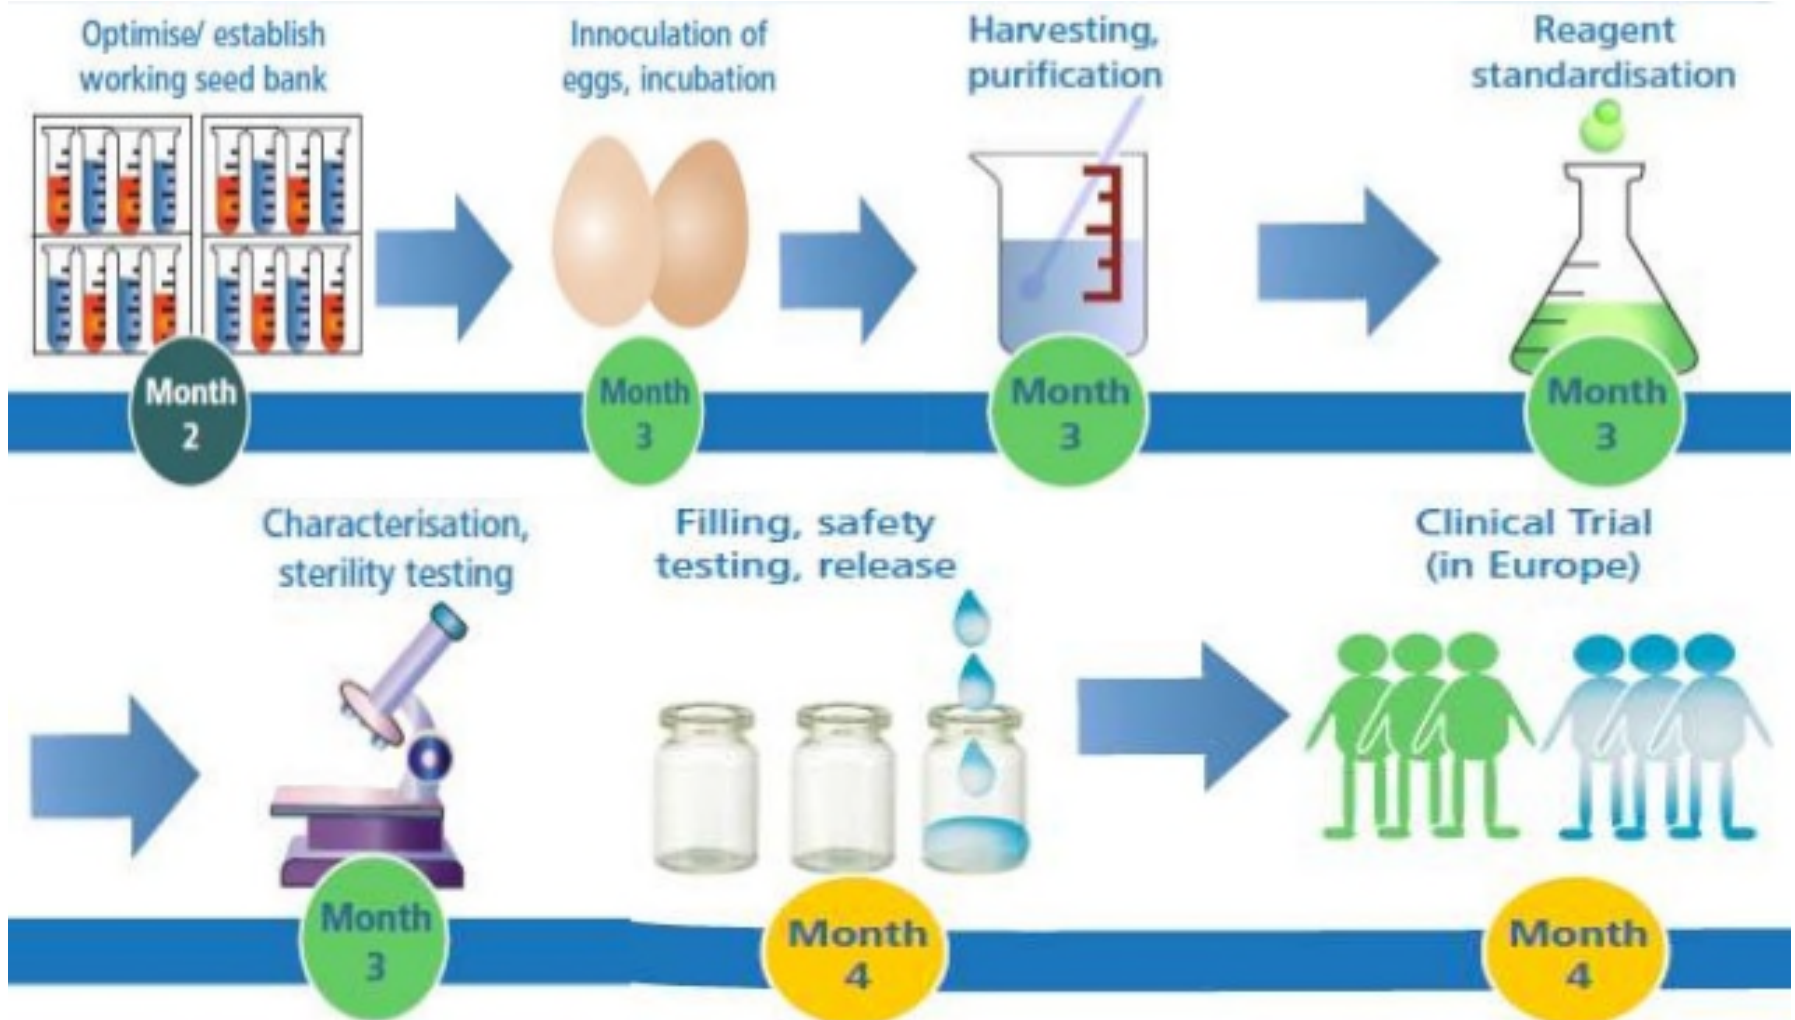 Optimise/ establish
working seed bank
Innoculation of
eggs, incubation
Harvesting,
purification
Reagent
standardisation
Month
2
Month
3
Month
3
Month
3
Characterisation,
sterility testing
Filling, safety
testing, release
Clinical Trial
(in Europe)
Month
3
Month
4
Month
4